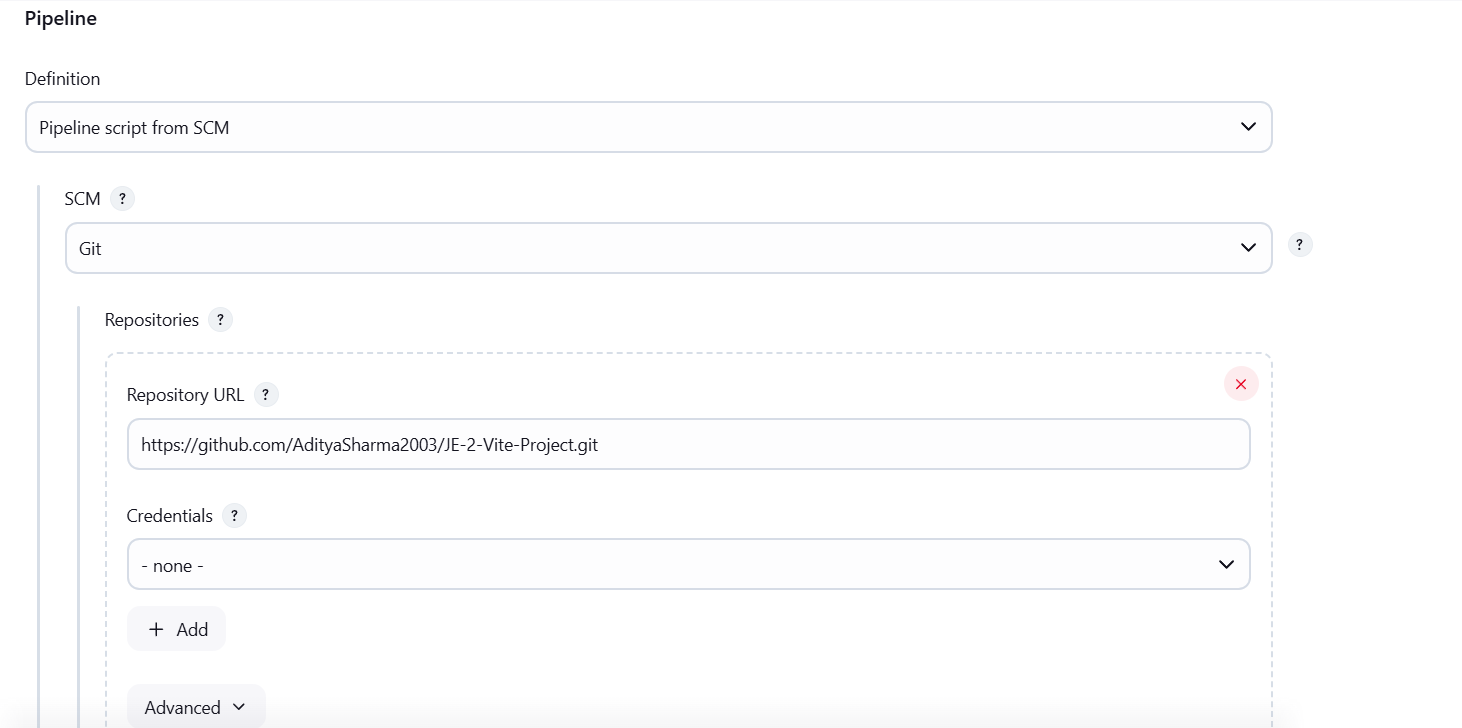 Pipeline
Definition
Pipeline script from SCM
SCM ?
Git
?
Repositories ?
Repository URL ?
https://github.com/AdityaSharma2003/JE-2-Vite-Project.git
Credentials ?
- none -
+ Add
Advanced